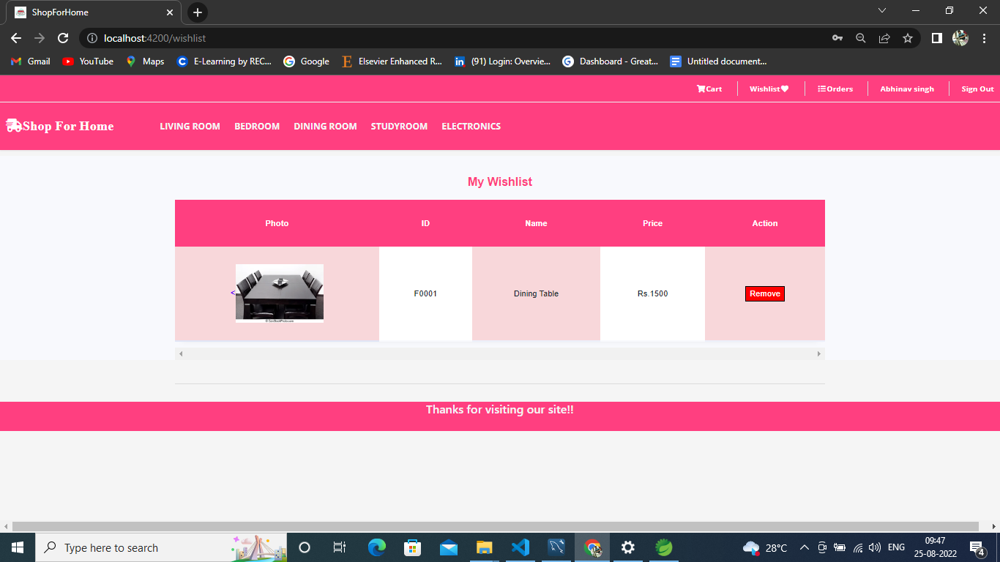 ShopForHome
localhost:4200/wishlist
Gmail YouTube Maps E-Learning by REC... Google Elsevier Enhanced R... (91) Login: Overvie... Dashboard - Great... Untitled document...
Cart Wishlist Orders Abhinav singh Sign Out
Shop For Home LIVING ROOM BEDROOM DINING ROOM STUDYROOM ELECTRONICS
My Wishlist
Photo ID Name Price Action
< F0001 Dining Table Rs.1500 Remove
Thanks for visiting our site!!
Type here to search 28°C ENG 09:47
25-08-2022 4